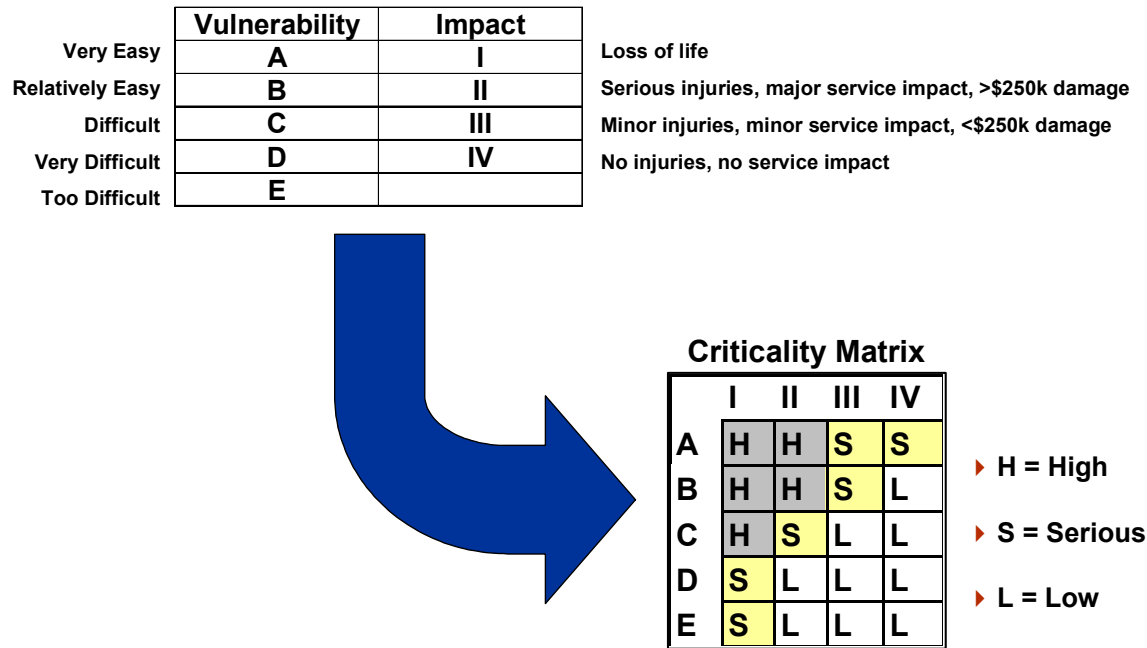 Vulnerability Impact
Very Easy A I Loss of life
Relatively Easy B II Serious injuries, major service impact, >$250k damage
Difficult C III Minor injuries, minor service impact, <$250k damage
Very Difficult D IV No injuries, no service impact
Too Difficult E
Criticality Matrix
I II III IV
A H H S S
B H H S L
C H S L L
D S L L L
E S L L L
H = High
S = Serious
L = Low